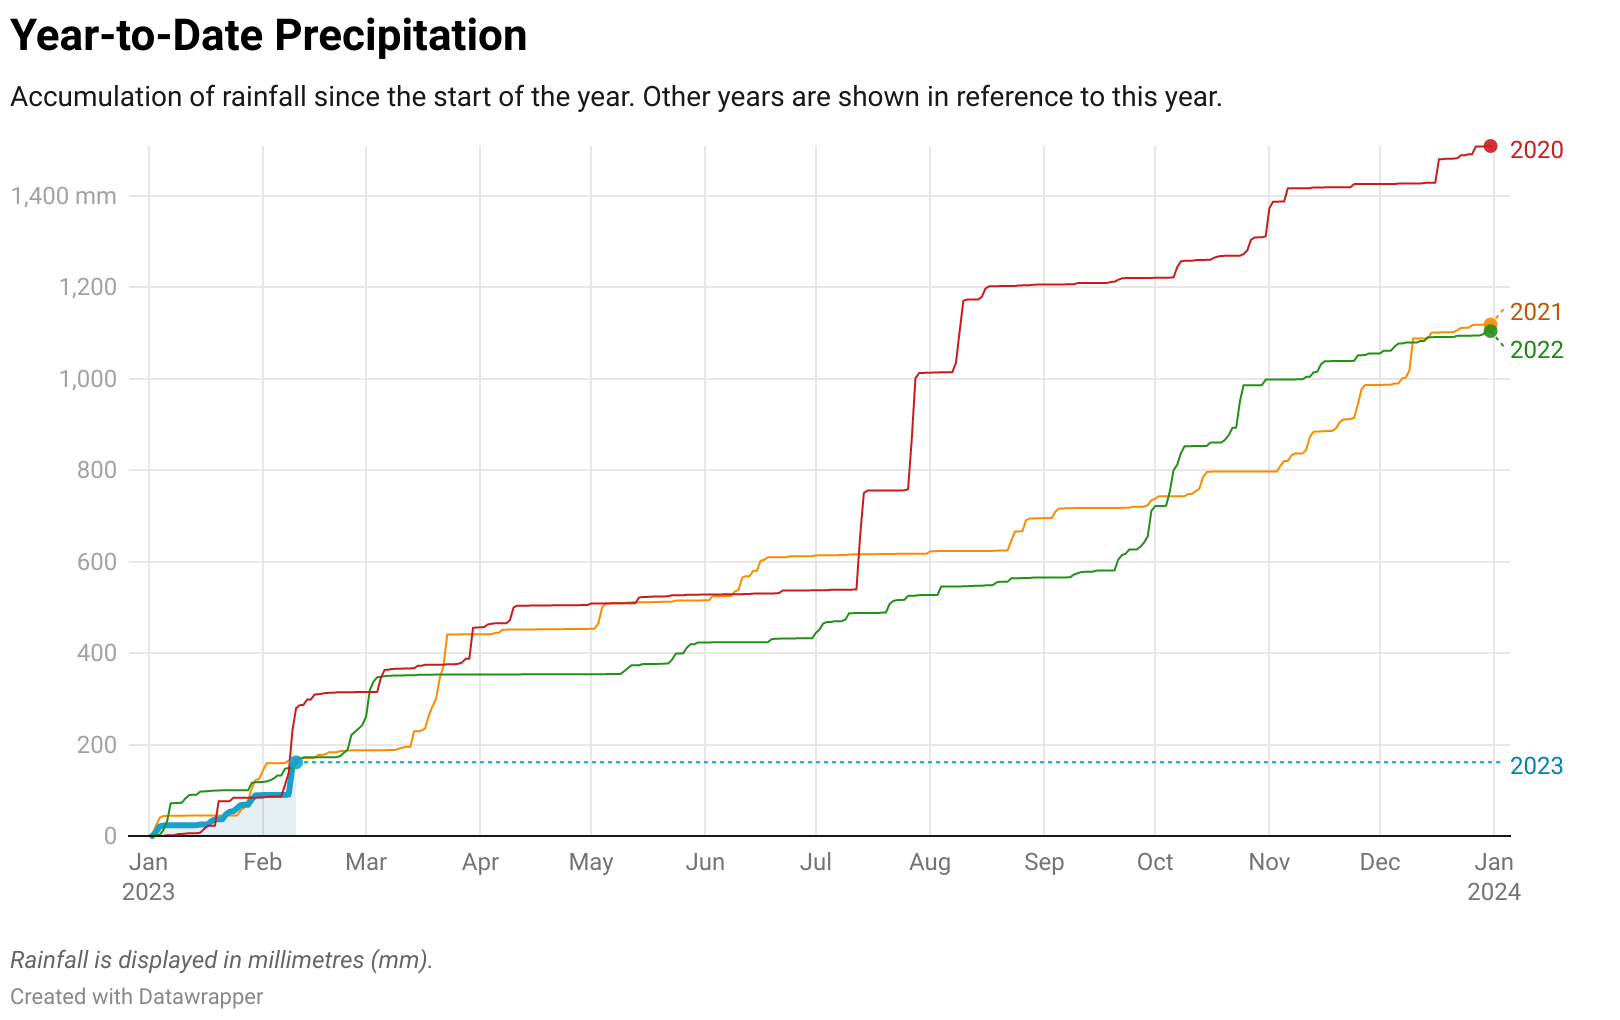 Year-to-Date Precipitation
Accumulation of rainfall since the start of the year. Other years are shown in reference to this year.
2020
1,400 mm
1,200
2021
2022
1,000
800
600
400
200
2023
0
Jan Feb Mar Apr May Jun Jul Aug Sep Oct Nov Dec Jan
2023 2024
Rainfall is displayed in millimetres (mm).
Created with Datawrapper